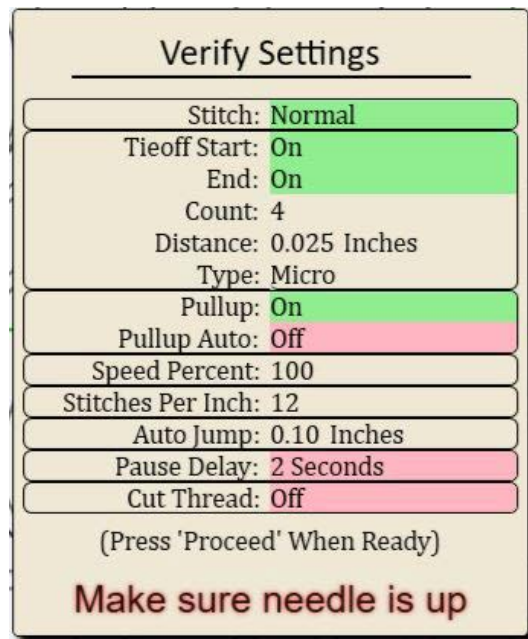 Verify Settings
Stitch: Normal
Tieoff Start: On
End: On
Count: 4
Distance: 0.025 Inches
Type: Micro
Pullup: On
Pullup Auto: Off
Speed Percent: 100
Stitches Per Inch: 12
Auto Jump: 0.10 Inches
Pause Delay: 2 Seconds
Cut Thread: Off
(Press 'Proceed' When Ready)
Make sure needle is up